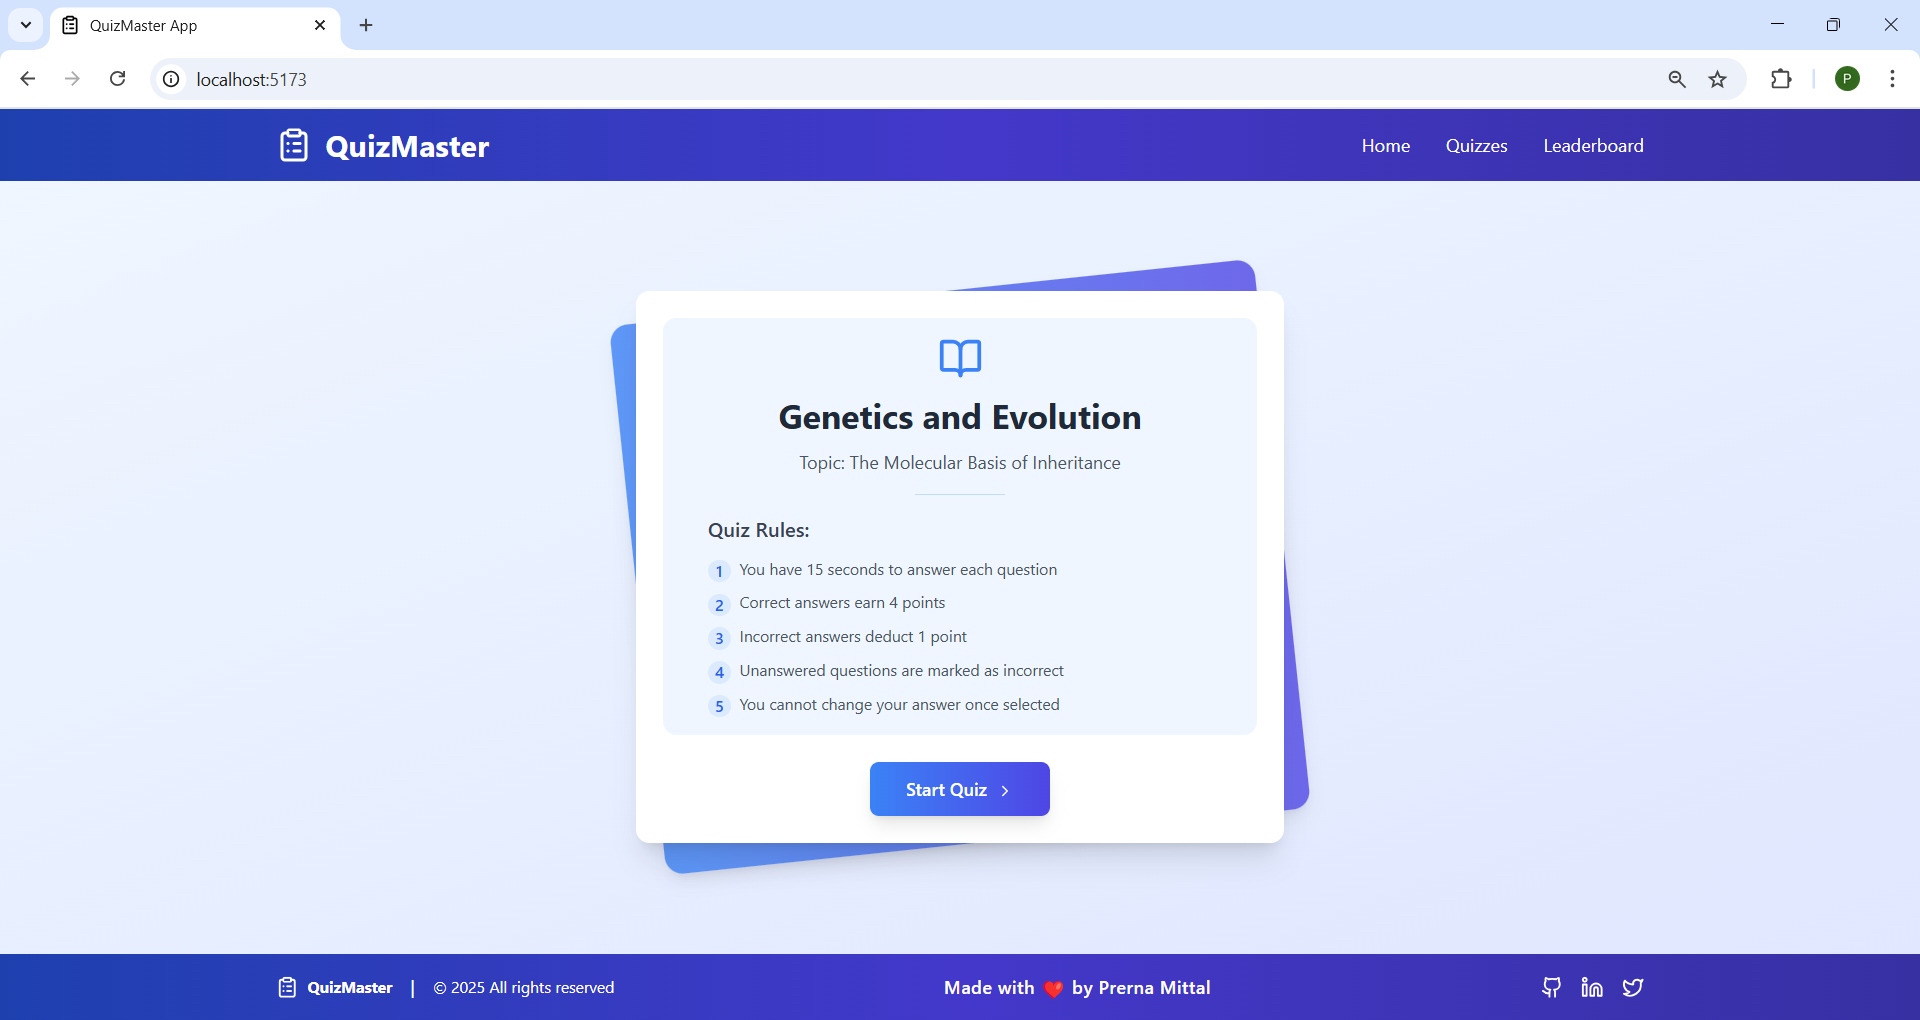 QuizMaster App
localhost:5173
P
QuizMaster
Home Quizzes Leaderboard
Genetics and Evolution
Topic: The Molecular Basis of Inheritance
Quiz Rules:
1 You have 15 seconds to answer each question
2 Correct answers earn 4 points
3 Incorrect answers deduct 1 point
4 Unanswered questions are marked as incorrect
5 You cannot change your answer once selected
Start Quiz
QuizMaster | © 2025 All rights reserved Made with ❤️ by Prerna Mittal